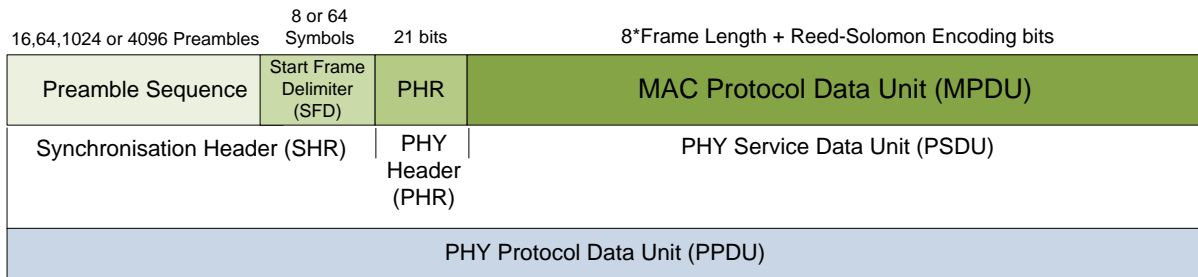 8 or 64
Symbols
16,64,1024 or 4096 Preambles
21 bits
8*Frame Length + Reed-Solomon Encoding bits
Preamble Sequence
Start Frame
Delimiter
(SFD)
PHR
MAC Protocol Data Unit (MPDU)
Synchronisation Header (SHR)
PHY
Header
(PHR)
PHY Service Data Unit (PSDU)
PHY Protocol Data Unit (PPDU)